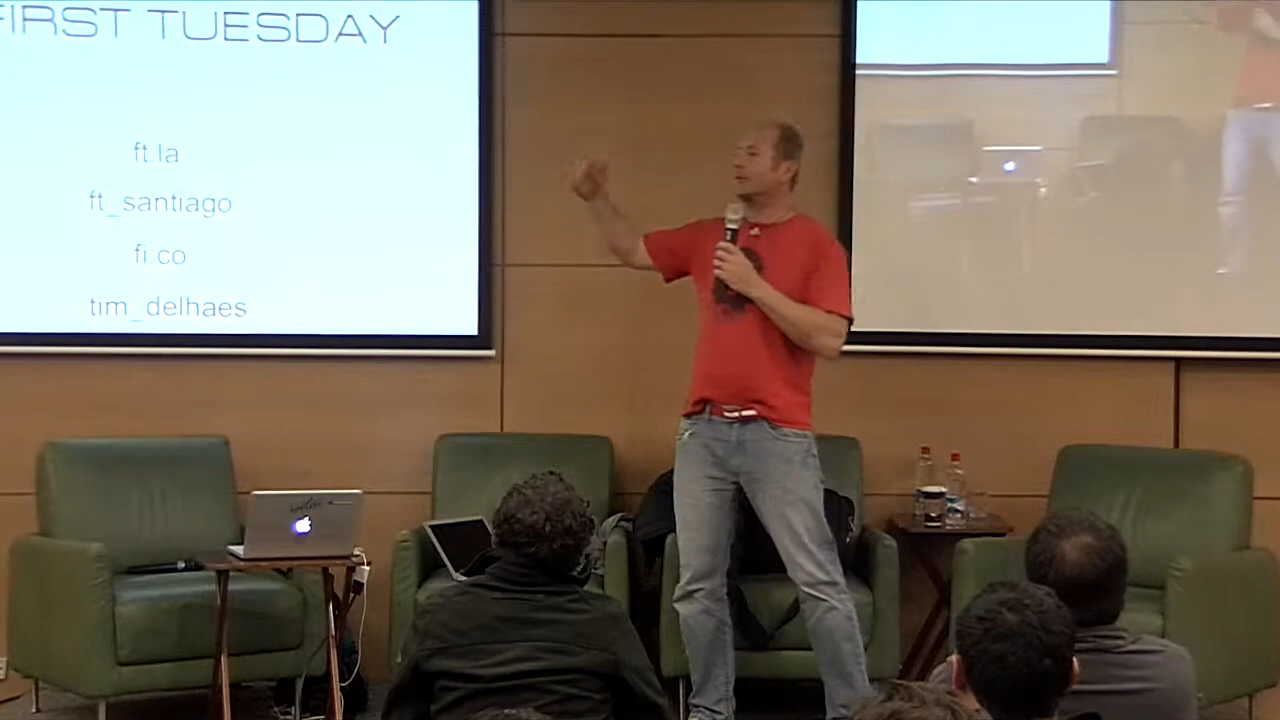 FIRST TUESDAY
ft.la
ft_santiago
fi.co
tim_delhaes